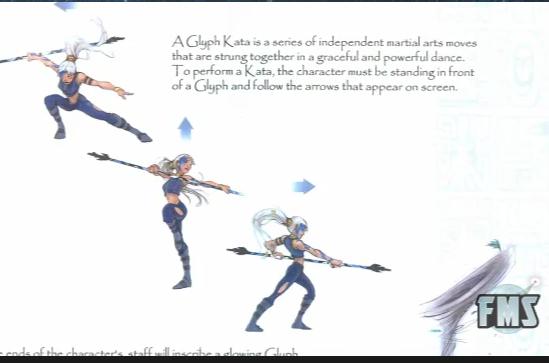 A Glyph Kata is a series of independent martial arts moves
that are strung together in a graceful and powerful dance.
To perform a Kata, the character must be standing in front
of a Glyph and follow the arrows that appear on screen.
FMS
e ends of the character's staff will inscribe a glowing Glyph